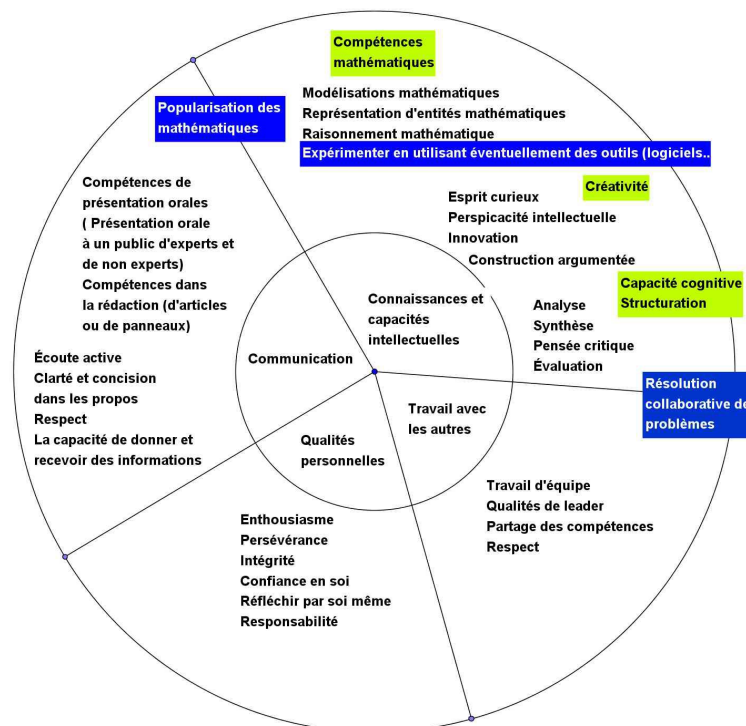 Compétences
mathématiques
Modélisations mathématiques
Représentation d'entités mathématiques
Raisonnement mathématique
Expérimenter en utilisant éventuellement des outils (logiciels..
Popularisation des
mathématiques
Créativité
Esprit curieux
Perspicacité intellectuelle
Innovation
Construction argumentée
Compétences de
présentation orales
( Présentation orale
à un public d'experts et
de non experts)
Compétences dans
la rédaction (d'articles
ou de panneaux)
Écoute active
Clarté et concision
dans les propos
Respect
La capacité de donner et
recevoir des informations
Capacité cognitive
Structuration
Analyse
Synthèse
Pensée critique
Évaluation
Connaissances et
capacités
intellectuelles
Communication
Travail avec
les autres
Qualités
personnelles
Résolution
collaborative de
problèmes
Travail d'équipe
Qualités de leader
Partage des compétences
Respect
Enthousiasme
Persévérance
Intégrité
Confiance en soi
Réfléchir par soi même
Responsabilité